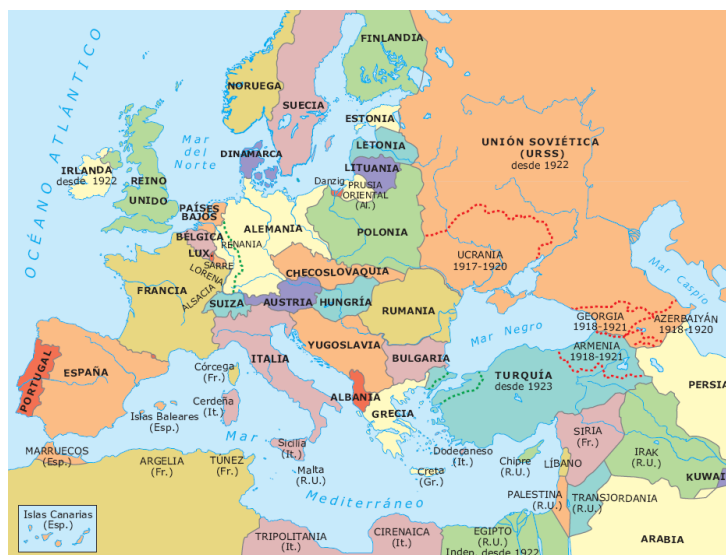 OCÉANO ATLÁNTICO
FINLANDIA
NORUEGA
SUECIA
ESTONIA
Mar
del
Norte
LETONIA
UNIÓN SOVIÉTICA
(URSS)
desde 1922
DINAMARCA
LITUANIA
IRLANDA
desde 1922
REINO
UNIDO
Danzig
PRUSIA
ORIENTAL
(Al.)
PAÍSES
BAJOS
ALEMANIA
POLONIA
BÉLGICA
RENANIA
LUX.
SARRE
LORENA
ALSACIA
UCRANIA
1917-1920
CHECOSLOVAQUIA
FRANCIA
SUIZA
AUSTRIA
HUNGRÍA
RUMANIA
Mar Caspio
GEORGIA
1918-1921
AZERBAIYÁN
1918-1920
Mar Negro
ARMENIA
1918-1921
YUGOSLAVIA
ITALIA
BULGARIA
PORTUGAL
ESPAÑA
Córcega
(Fr.)
TURQUÍA
desde 1923
PERSIA
Cerdeña
(It.)
ALBANIA
GRECIA
Islas Baleares
(Esp.)
Mar
Sicilia
(It.)
Dodecaneso
(It.)
SIRIA
(Fr.)
MARRUECOS
(Esp.)
ARGELIA
(Fr.)
TÚNEZ
(Fr.)
Malta
(R.U.)
Creta
(Gr.)
Chipre
(R.U.)
LÍBANO
IRAK
(R.U.)
KUWAI
Mediterráneo
PALESTINA
(R.U.)
TRANSJORDANIA
(R.U.)
Islas Canarias
(Esp.)
TRIPOLITANIA
(It.)
CIRENAICA
(It.)
EGIPTO
(R.U.)
Indep. desde 1922
ARABIA